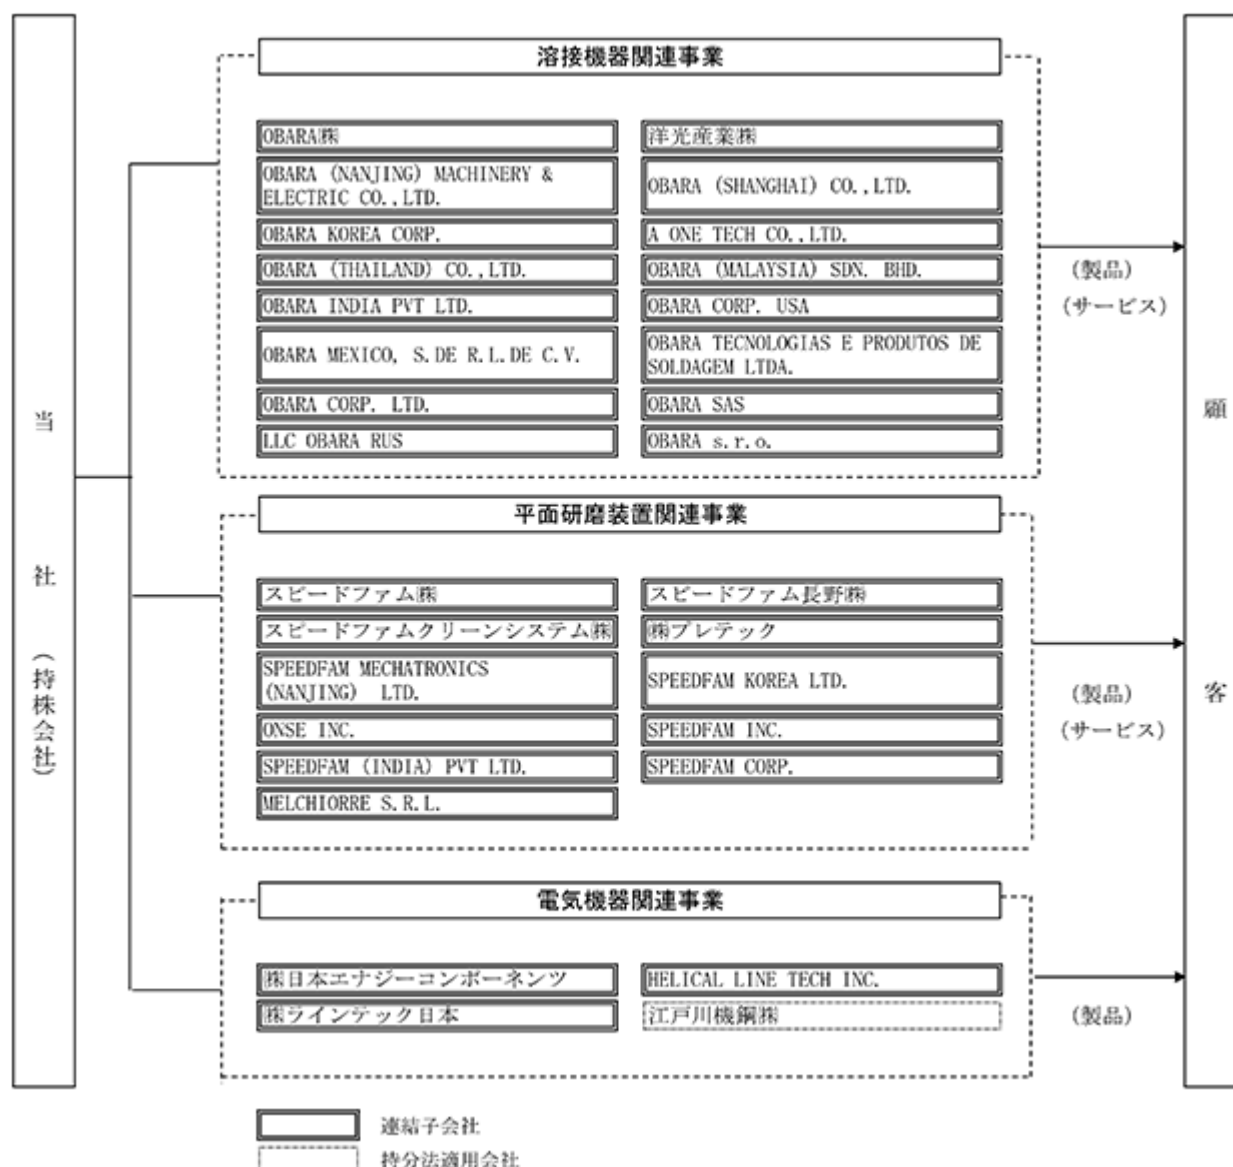 溶接機器関連事業
OBARA㈱
洋光産業㈱
OBARA (NANJING) MACHINERY &
ELECTRIC CO.,LTD.
OBARA (SHANGHAI) CO.,LTD.
OBARA KOREA CORP.
A ONE TECH CO.,LTD.
OBARA (THAILAND) CO.,LTD.
OBARA (MALAYSIA) SDN. BHD.
OBARA INDIA PVT LTD.
OBARA CORP. USA
OBARA MEXICO, S.DE R.L.DE C.V.
OBARA TECNOLOGIAS E PRODUTOS DE
SOLDAGEM LTDA.
OBARA CORP. LTD.
OBARA SAS
LLC OBARA RUS
OBARA s.r.o.
(製品)
(サービス)
平面研磨装置関連事業
スピードファム㈱
スピードファム長野㈱
スピードファムクリーンシステム㈱
㈱プレテック
SPEEDFAM MECHATRONICS
(NANJING) LTD.
SPEEDFAM KOREA LTD.
ONSE INC.
SPEEDFAM INC.
SPEEDFAM (INDIA) PVT LTD.
SPEEDFAM CORP.
MELCHIORRE S.R.L.
(製品)
(サービス)
電気機器関連事業
㈱日本エナジーコンポーネンツ
HELICAL LINE TECH INC.
㈱ラインテック日本
江戸川機鋼㈱
(製品)
当社(持株会社)
顧客
連結子会社
持分法適用会社